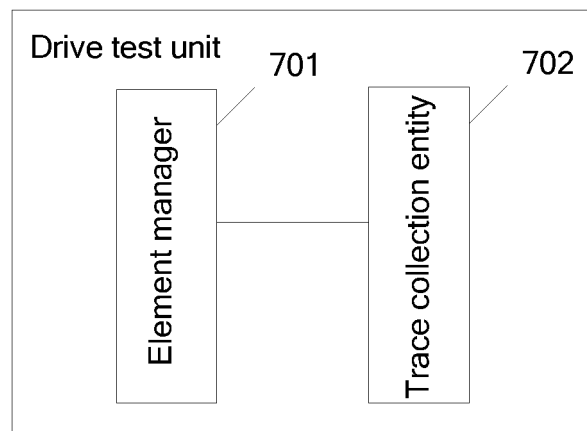 Drive test unit
701
702
Element manager
Trace collection entity